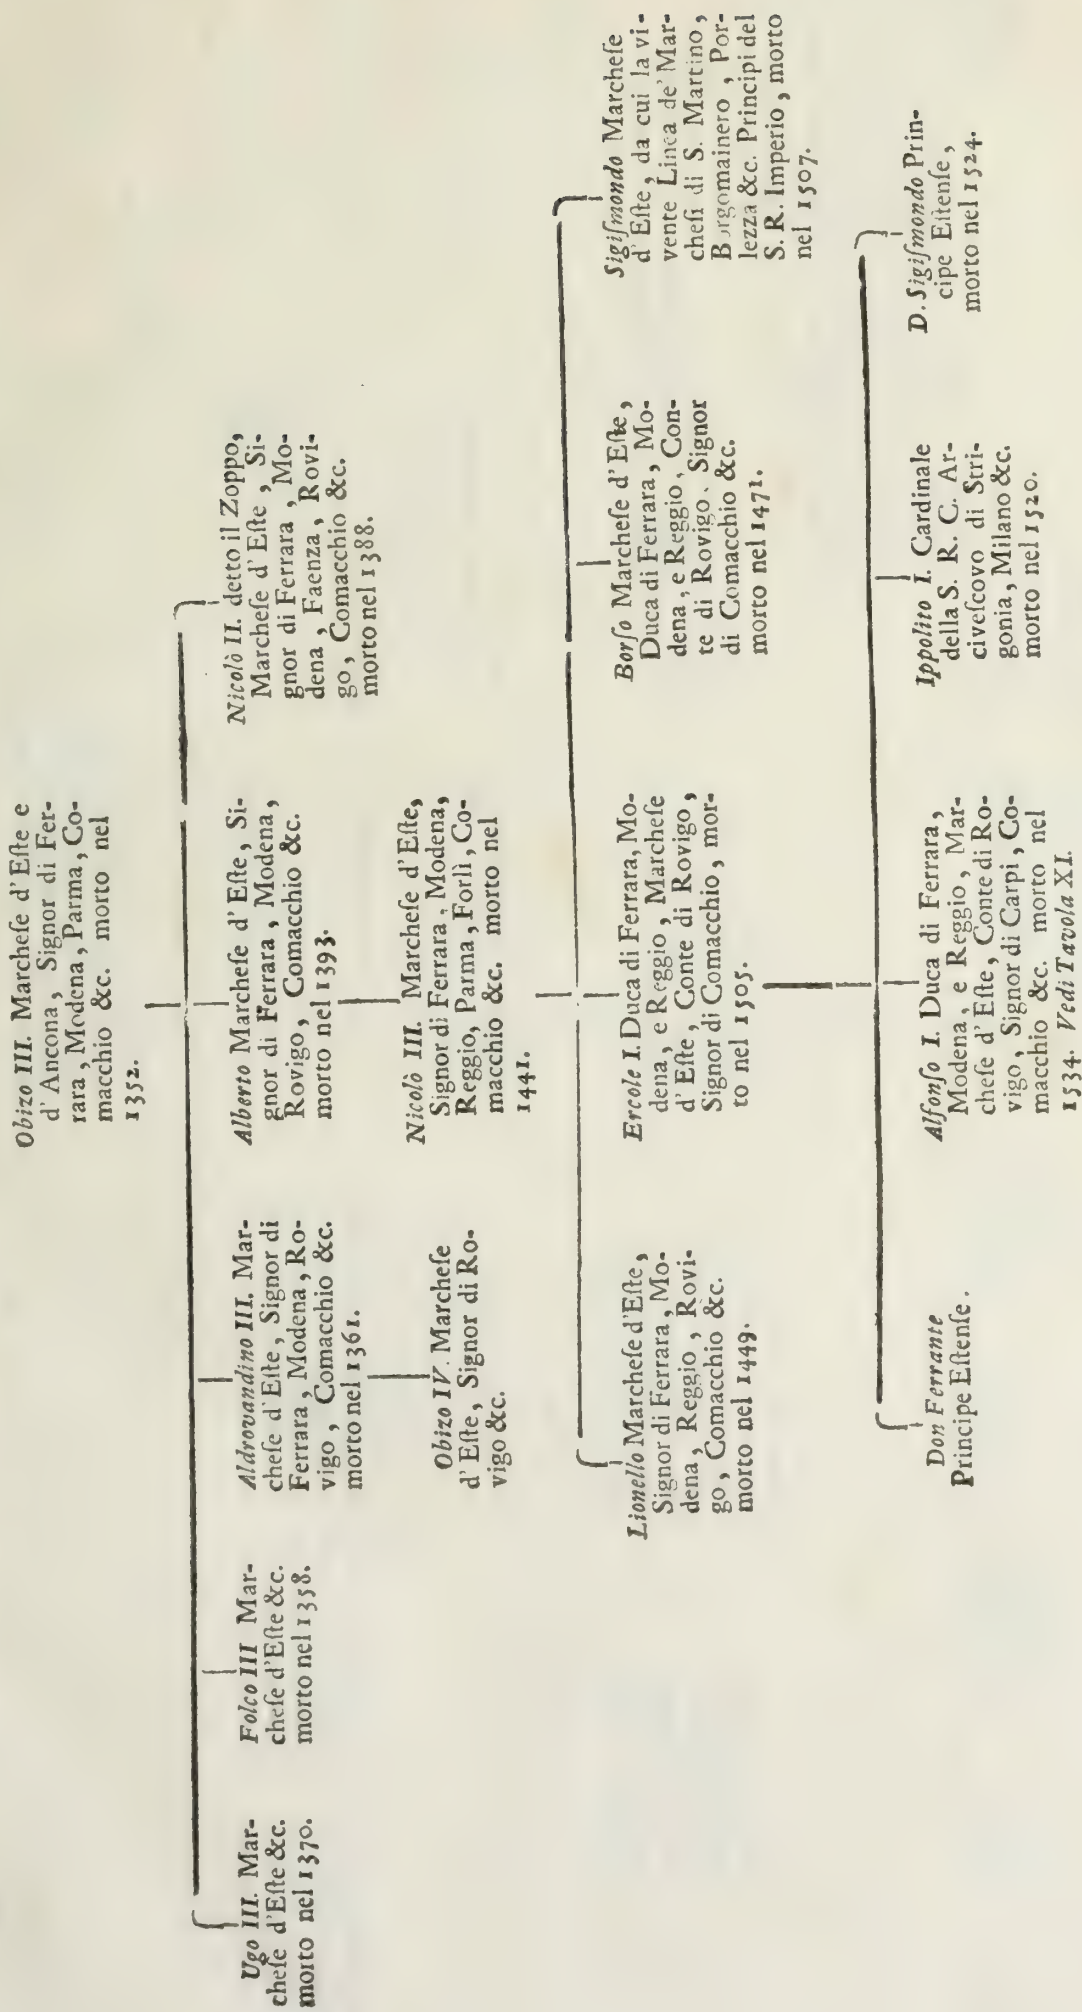 Obizo III. Marcheſe d'Eſte e
d'Ancona, Signor di Fer-
rara, Modena, Parma, Co-
macchio &c. morto nel
1352.
Ugo III. Mar-
cheſe d'Eſte &c.
morto nel 1370.
Folco III Mar-
cheſe d'Eſte &c.
morto nel 1358.
Aldrovandino III. Mar-
cheſe d'Eſte, Signor di
Ferrara, Modena, Ro-
vigo, Comacchio &c.
morto nel 1361.
Alberto Marcheſe d'Eſte, Si-
gnor di Ferrara, Modena,
Rovigo, Comacchio &c.
morto nel 1393.
Nicolò II. detto il Zoppo,
Marcheſe d'Eſte, Si-
gnor di Ferrara, Mo-
dena, Faenza, Rovi-
go, Comacchio &c.
morto nel 1388.
Obizo IV. Marcheſe
d'Eſte, Signor di Ro-
vigo &c.
Nicolò III. Marcheſe d'Eſte,
Signor di Ferrara, Modena,
Reggio, Parma, Forlì, Co-
macchio &c. morto nel
1441.
Lionello Marcheſe d'Eſte,
Signor di Ferrara, Mo-
dena, Reggio, Rovi-
go, Comacchio &c.
morto nel 1449.
Ercole I. Duca di Ferrara, Mo-
dena, e Reggio, Marcheſe
d'Eſte, Conte di Rovigo,
Signor di Comacchio, mor-
to nel 1505.
Borſo Marcheſe d'Eſte,
Duca di Ferrara, Mo-
dena, e Reggio, Con-
te di Rovigo, Signor
di Comacchio &c.
morto nel 1471.
Sigiſmondo Marcheſe
d'Eſte, da cui la vi-
vente Linea de' Mar-
cheſi di S. Martino,
Borgomainero, Por-
lezza &c. Principi del
S. R. Imperio, morto
nel 1507.
Don Ferrante
Principe Eſtenſe.
Alfonſo I. Duca di Ferrara,
Modena, e Reggio, Mar-
cheſe d'Eſte, Conte di Ro-
vigo, Signor di Carpi, Co-
macchio &c. morto nel
1534. Vedi Tavola XI.
Ippolito I. Cardinale
della S. R. C. Ar-
civeſcovo di Stri-
gonia, Milano &c.
morto nel 1520.
D. Sigiſmondo Prin-
cipe Eſtenſe,
morto nel 1524.